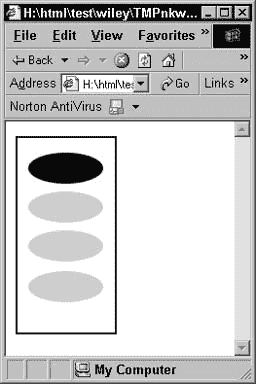 H:\html\test\wiley\TMPnkw...
File Edit View Favorites »
Back »
Address H:\html\tes Go Links »
Norton AntiVirus
My Computer